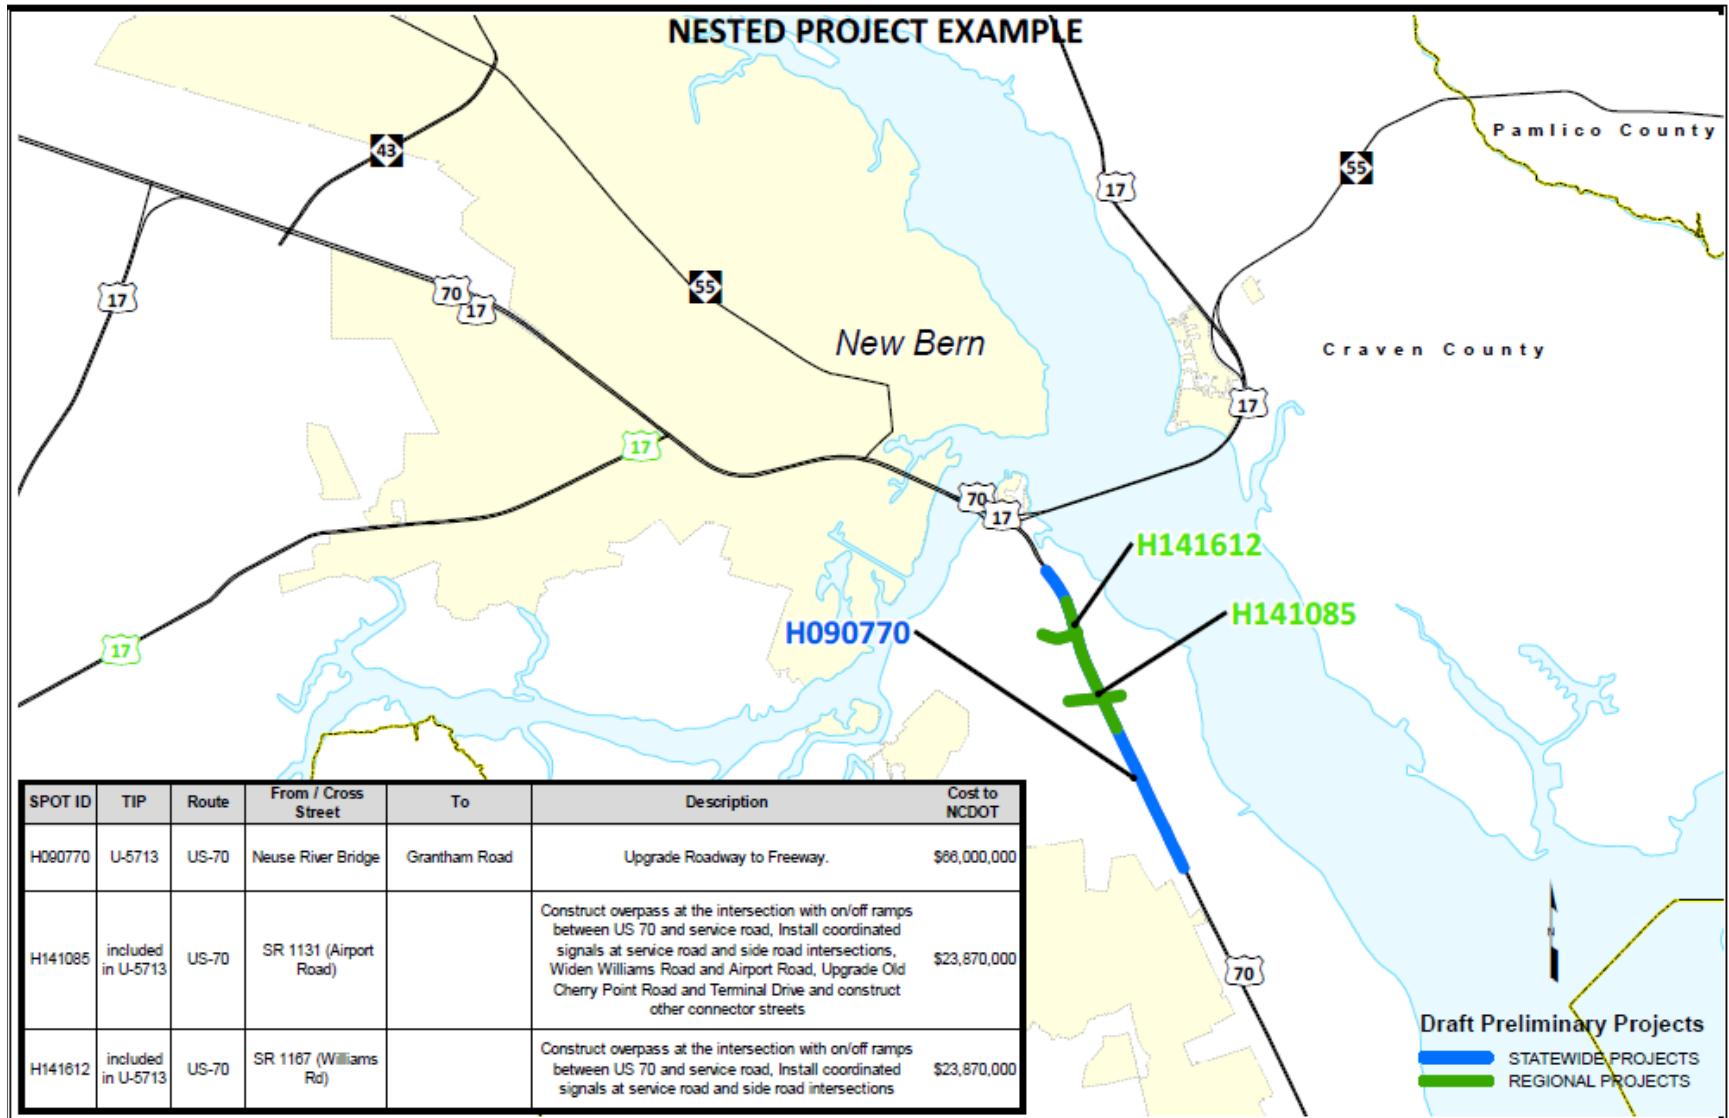 NESTED PROJECT EXAMPLE
Pamlico County
43
55
17
17
70
17
55
New Bern
Craven County
17
17
70
17
H141612
H141085
H090770
17
70
SPOT ID TIP Route From / Cross Street To Description Cost to NCDOT
H090770 U-5713 US-70 Neuse River Bridge Grantham Road Upgrade Roadway to Freeway. $66,000,000
H141085 included in U-5713 US-70 SR 1131 (Airport Road)
Construct overpass at the intersection with on/off ramps
between US 70 and service road, Install coordinated
signals at service road and side road intersections,
Widen Williams Road and Airport Road, Upgrade Old
Cherry Point Road and Terminal Drive and construct
other connector streets
$23,870,000
H141612 included in U-5713 US-70 SR 1167 (Williams Rd)
Construct overpass at the intersection with on/off ramps
between US 70 and service road, Install coordinated
signals at service road and side road intersections
$23,870,000
N
Draft Preliminary Projects
STATEWIDE PROJECTS
REGIONAL PROJECTS